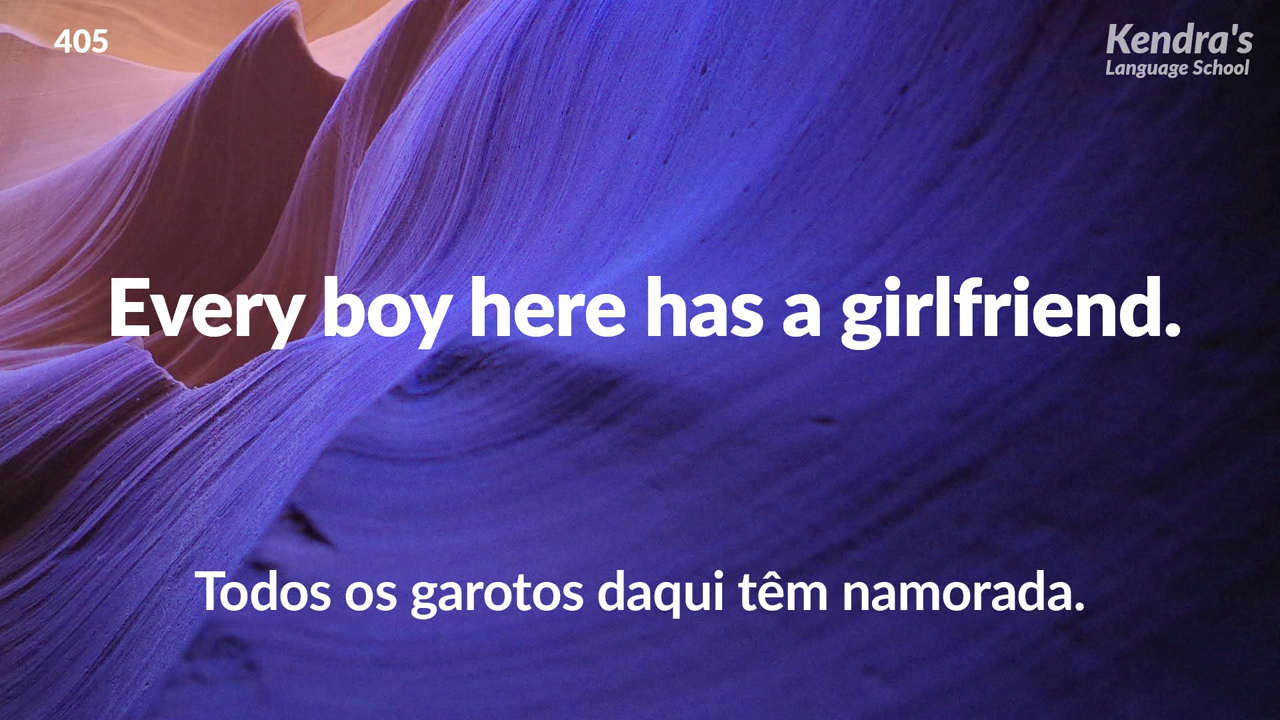 405
Kendra's
Language School
Every boy here has a girlfriend.
Todos os garotos daqui têm namorada.